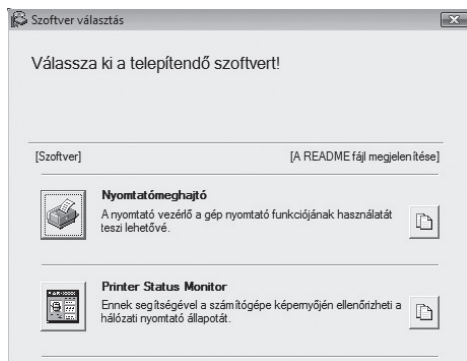 Szoftver választás
Válassza ki a telepítendő szoftvert!
[Szoftver] [A README fájl megjelenítése]
Nyomtatómeghajtó
A nyomtató vezérlő a gép nyomtató funkciójának használatát
teszi lehetővé.
Printer Status Monitor
Ennek segítségével a számítógépe képernyőjén ellenőrizheti a
hálózati nyomtató állapotát.